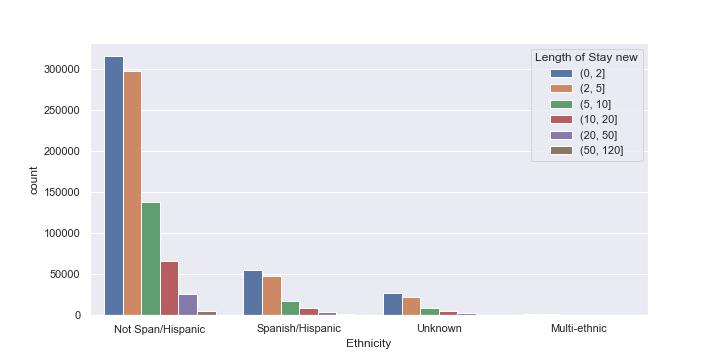 Length of Stay new
(0, 2]
(2, 5]
(5, 10]
(10, 20]
(20, 50]
(50, 120]
count
300000
250000
200000
150000
100000
50000
0
Not Span/Hispanic
Spanish/Hispanic
Unknown
Multi-ethnic
Ethnicity